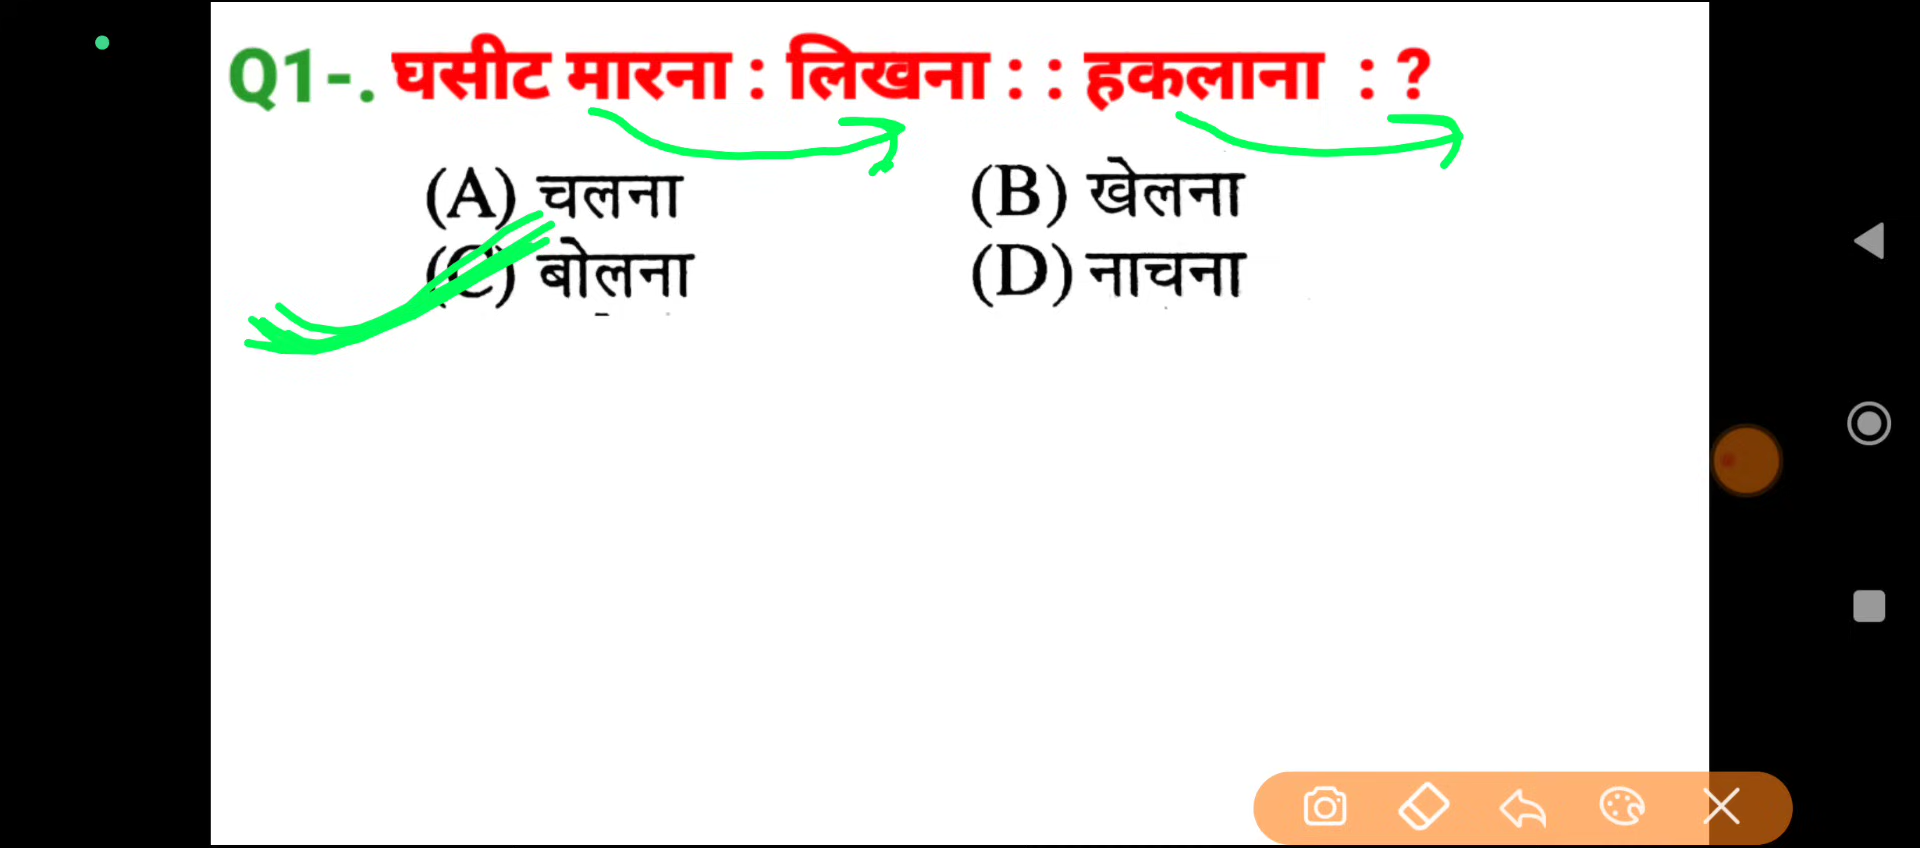 Q1-. घसीट मारना : लिखना : : हकलाना : ?
(A) चलना (B) खेलना
(C) बोलना (D) नाचना